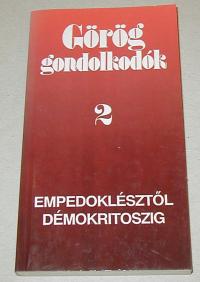 Görög
gondolkodók
2
EMPEDOKLÉSZTŐL
DÉMOKRITOSZIG